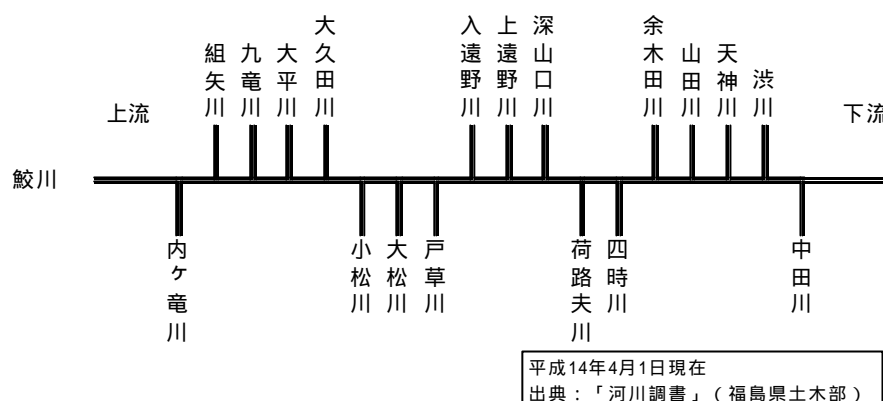 組矢川
九竜川
大平川
大久田川
入遠野川
上遠野川
深山口川
余木田川
山田川
天神川
渋川
上流
下流
鮫川
内ヶ竜川
小松川
大松川
戸草川
荷路夫川
四時川
中田川
平成14年4月1日現在
出典：「河川調書」（福島県土木部）